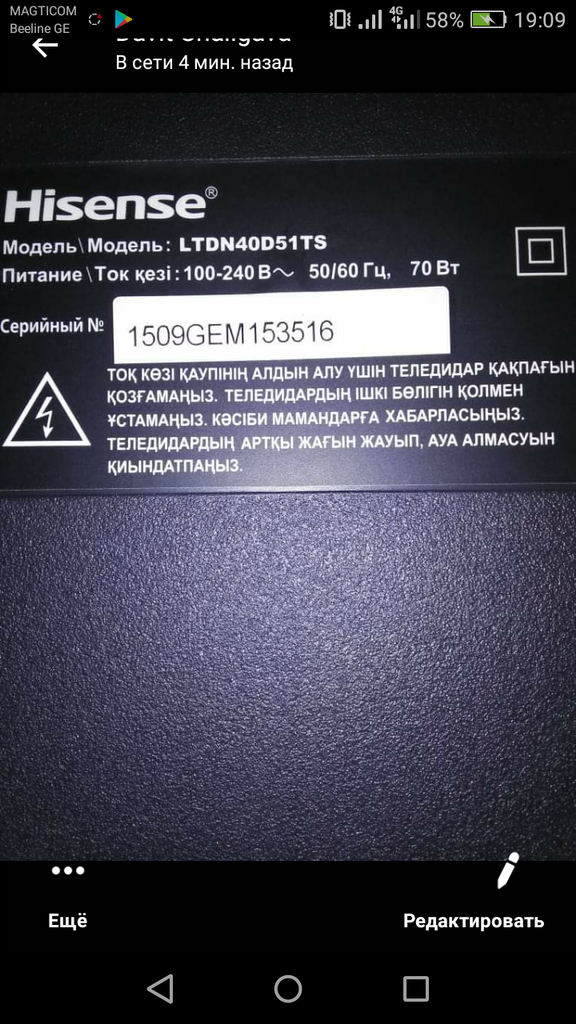 MAGTICOM
Beeline GE
4G
58%
19:09
В сети 4 мин. назад
Hisense®
Модель\Модель: LTDN40D51TS
Питание\Ток қезі: 100-240 В~ 50/60 Гц, 70 Вт
Серийный №
1509GEM153516
ТОҚ КӨЗІ ҚАУПІНІҢ АЛДЫН АЛУ ҮШІН ТЕЛЕДИДАР ҚАҚПАҒЫН
ҚОЗҒАМАҢЫЗ. ТЕЛЕДИДАРДЫҢ ІШКІ БӨЛІГІН ҚОЛМЕН
ҰСТАМАҢЫЗ. КӘСІБИ МАМАНДАРҒА ХАБАРЛАСЫҢЫЗ.
ТЕЛЕДИДАРДЫҢ АРТҚЫ ЖАҒЫН ЖАУЫП, АУА АЛМАСУЫН
ҚИЫНДАТПАҢЫЗ.
Ещё
Редактировать